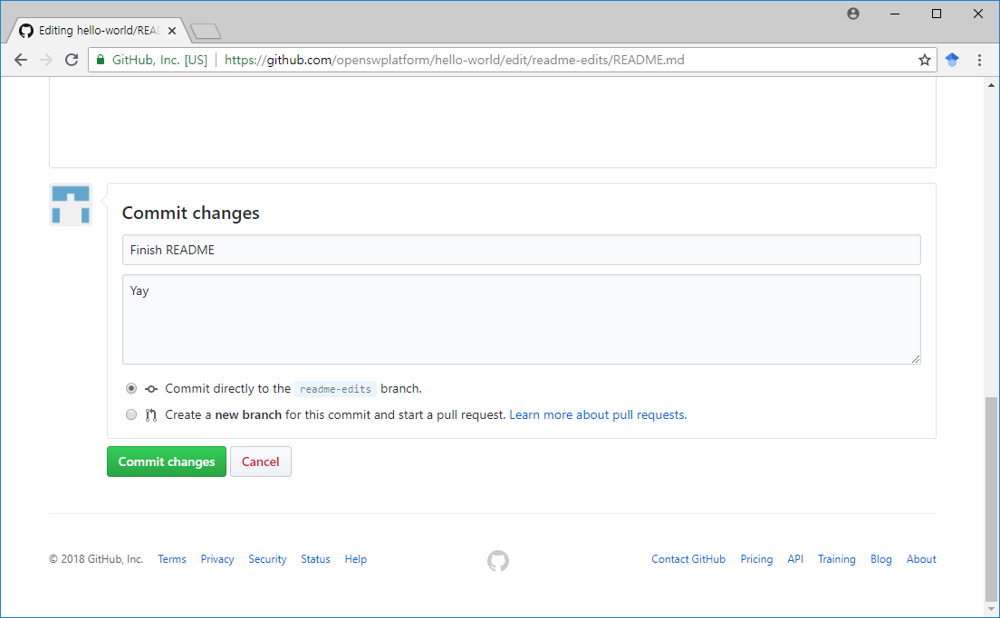 Editing hello-world/READ
GitHub, Inc. [US] https://github.com/openswplatform/hello-world/edit/readme-edits/README.md
Commit changes
Finish README
Yay
Commit directly to the readme-edits branch.
Create a new branch for this commit and start a pull request. Learn more about pull requests.
Commit changes Cancel
© 2018 GitHub, Inc. Terms Privacy Security Status Help Contact GitHub Pricing API Training Blog About